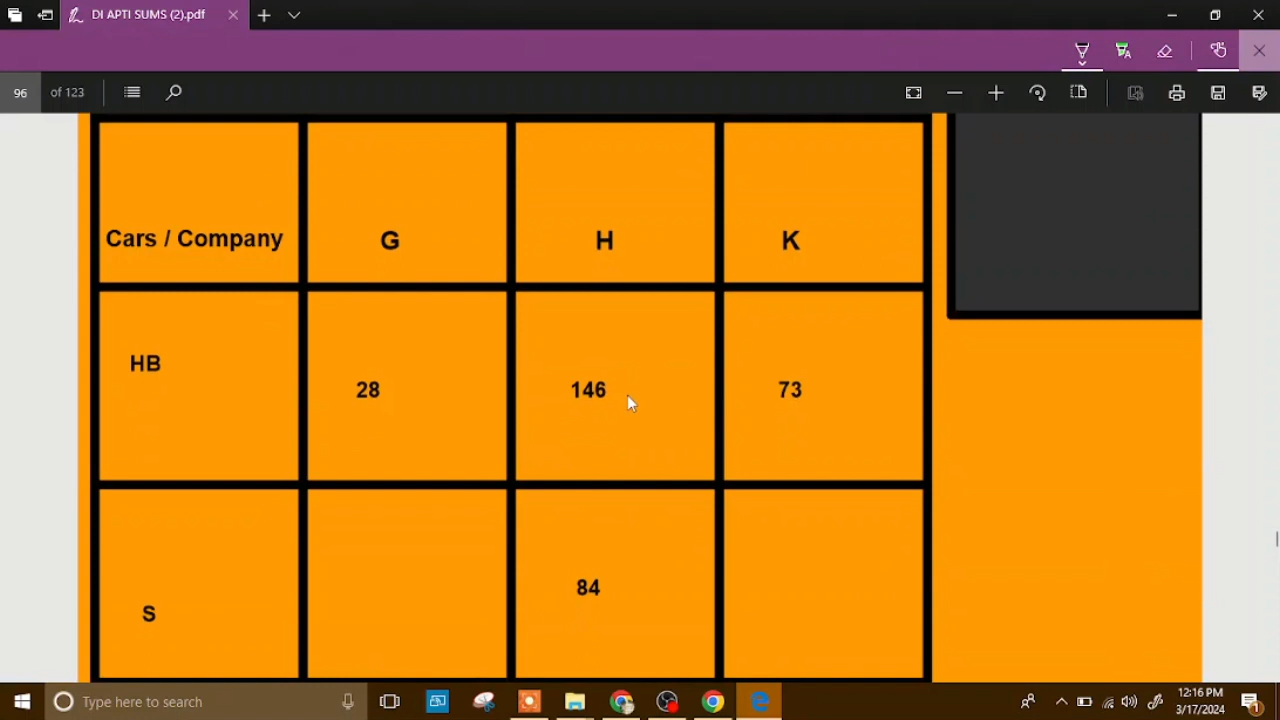 DI APTI SUMS (2).pdf
96 of 123
Cars / Company G H K
HB 28 146 73
S 84
Type here to search
12:16 PM
3/17/2024
1